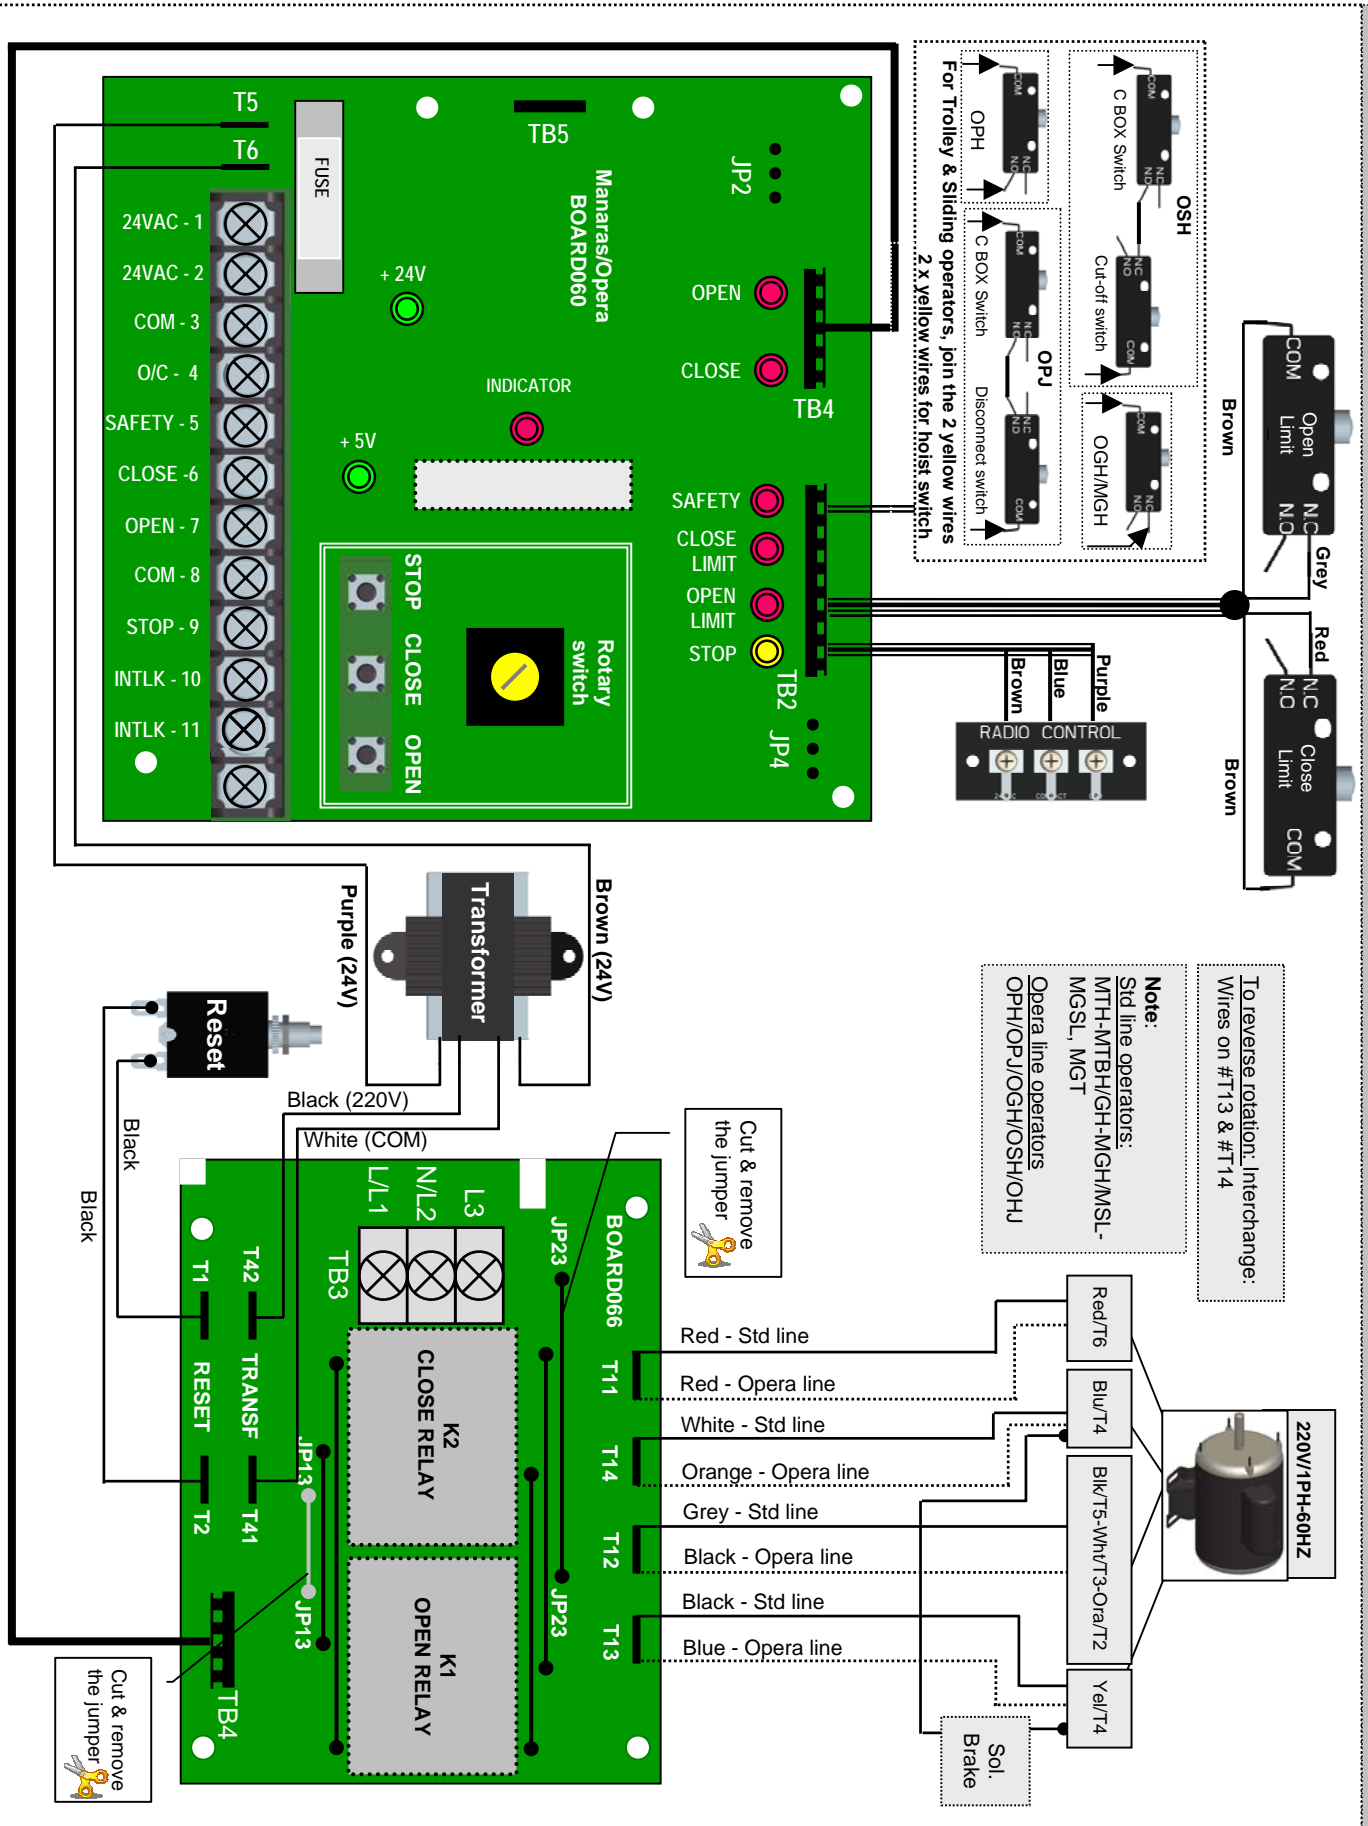 T5
T6
FUSE
TB5
Manaras/Opera
BOARD060
JP2
24VAC - 1
24VAC - 2
COM - 3
O/C - 4
SAFETY - 5
CLOSE -6
OPEN - 7
COM - 8
STOP - 9
INTLK - 10
INTLK - 11
+ 24V
+ 5V
INDICATOR
OPEN
CLOSE
TB4
SAFETY
CLOSE
LIMIT
OPEN
LIMIT
STOP
TB2
JP4
STOP
CLOSE
OPEN
Rotary
switch
For Trolley & Sliding operators, join the 2 yellow wires
2 x yellow wires for hoist switch
OPH
COM
N.C
N.O
C BOX Switch
COM
N.C
N.O
OSH
N.C
N.O
COM
Cut-off switch
C BOX Switch
COM
N.C
N.O
OPJ
N.C
N.O
COM
Disconnect switch
OGH/MGH
COM
N.C
N.O
Brown
COM
Open
Limit
N.C
N.O
Grey
Red
N.C
N.O
Close
Limit
COM
Brown
Purple
Blue
Brown
RADIO CONTROL
Transformer
Brown (24V)
Purple (24V)
Reset
Black
Black
Black (220V)
White (COM)
To reverse rotation: Interchange:
Wires on #T13 & #T14
Note:
Std line operators:
MTH-MTBH/GH-MGH/MSL-
MGSL, MGT
Opera line operators
OPH/OPJ/OGH/OSH/OHJ
Cut & remove
the jumper
BOARD066
L/L1
N/L2
L3
TB3
JP23
JP23
T1
RESET
T2
T42
TRANSF
T41
JP13
JP13
K2
CLOSE RELAY
K1
OPEN RELAY
TB4
T11
T14
T12
T13
Cut & remove
the jumper
Red - Std line
Red - Opera line
White - Std line
Orange - Opera line
Grey - Std line
Black - Opera line
Black - Std line
Blue - Opera line
Red/T6
Blu/T4
Blk/T5-Wht/T3-Ora/T2
Yel/T4
220V/1PH-60HZ
Sol.
Brake